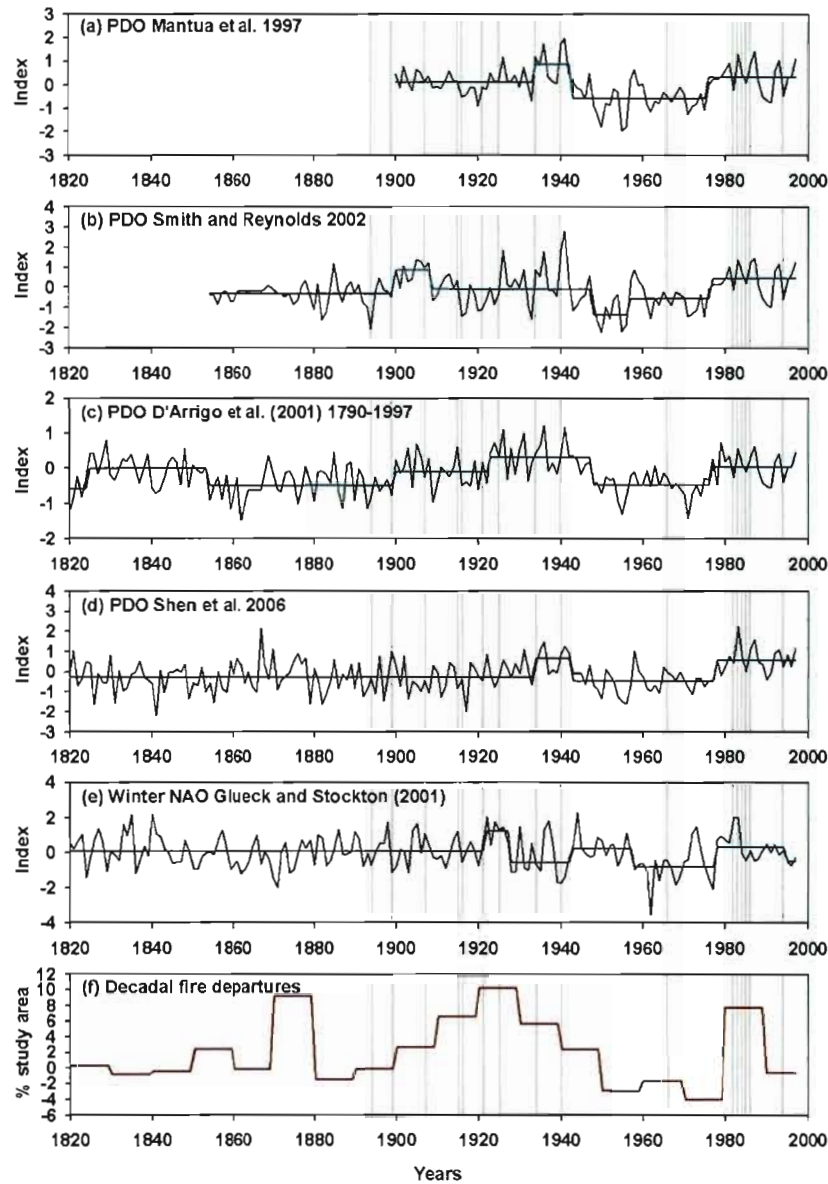 (a) PDO Mantua et al. 1997
Index
3
2
1
0
-1
-2
-3
1820 1840 1860 1880 1900 1920 1940 1960 1980 2000
(b) PDO Smith and Reynolds 2002
Index
4
3
2
1
0
-1
-2
-3
1820 1840 1860 1880 1900 1920 1940 1960 1980 2000
(c) PDO D'Arrigo et al. (2001) 1790-1997
Index
2
1
0
-1
-2
1820 1840 1860 1880 1900 1920 1940 1960 1980 2000
(d) PDO Shen et al. 2006
Index
4
3
2
1
0
-1
-2
-3
1820 1840 1860 1880 1900 1920 1940 1960 1980 2000
(e) Winter NAO Glueck and Stockton (2001)
Index
4
2
0
-2
-4
1820 1840 1860 1880 1900 1920 1940 1960 1980 2000
(f) Decadal fire departures
% study area
12
10
8
6
4
2
0
-2
-4
-6
1820 1840 1860 1880 1900 1920 1940 1960 1980 2000
Years